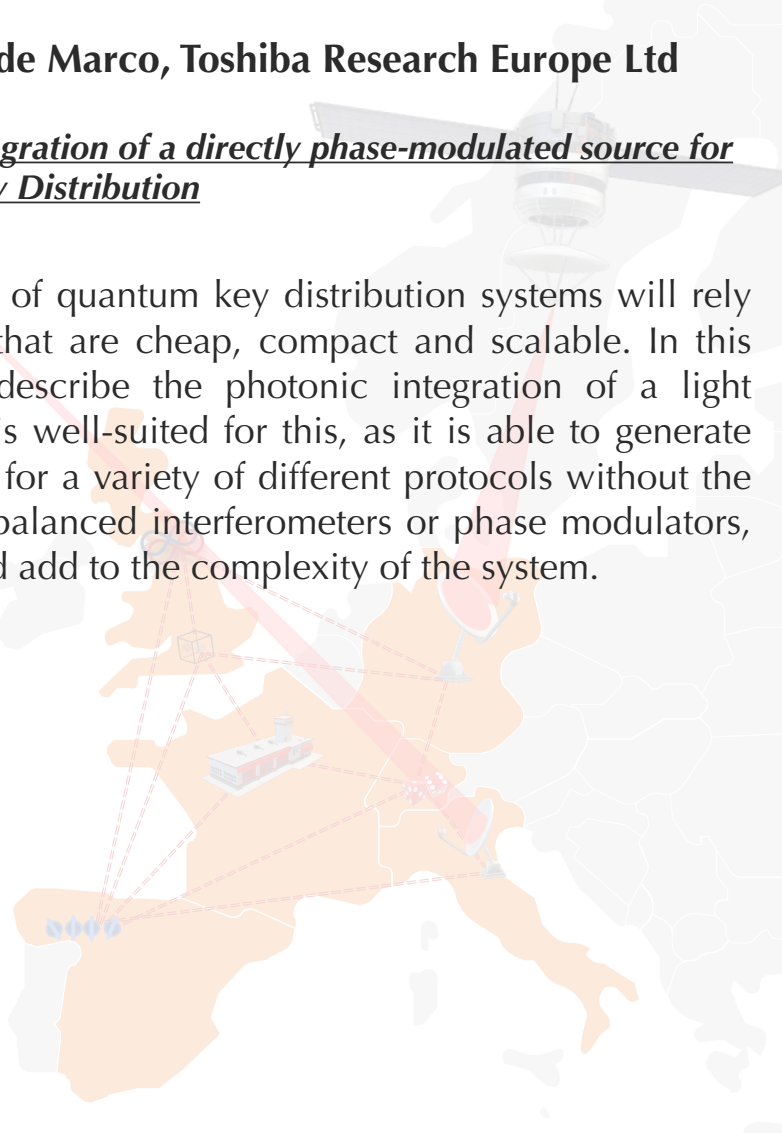 de Marco, Toshiba Research Europe Ltd
gration of a directly phase-modulated source for
y Distribution
of quantum key distribution systems will rely
that are cheap, compact and scalable. In this
describe the photonic integration of a light
is well-suited for this, as it is able to generate
for a variety of different protocols without the
balanced interferometers or phase modulators,
d add to the complexity of the system.